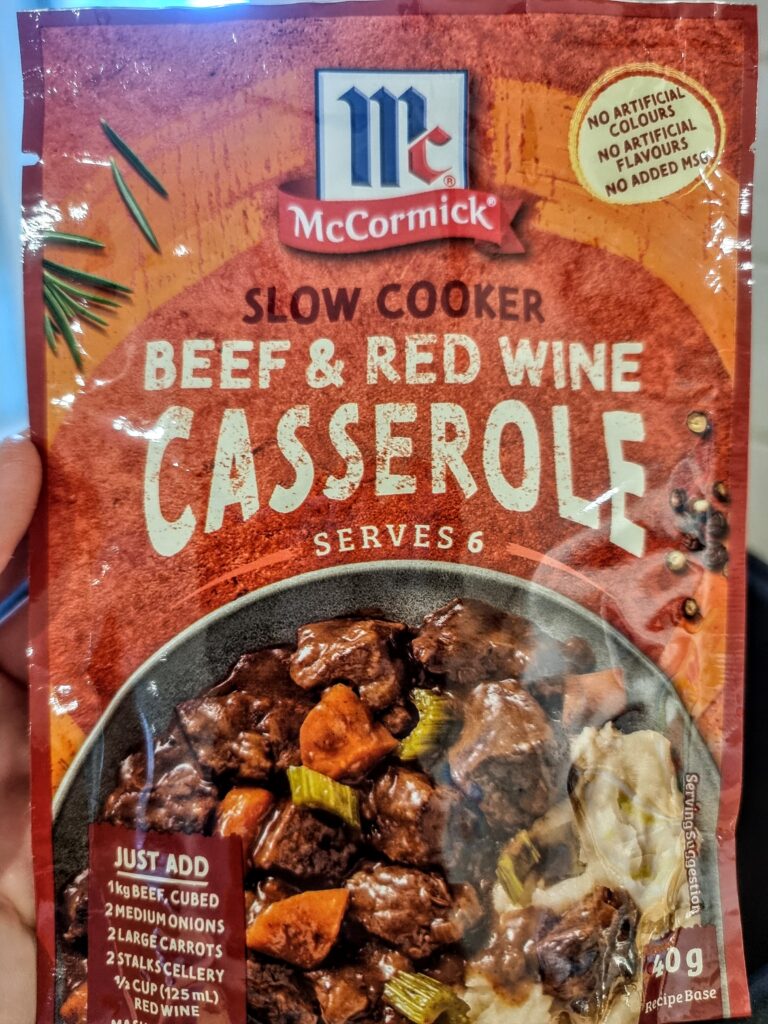 Mc®
McCormick®
NO ARTIFICIAL
COLOURS
NO ARTIFICIAL
FLAVOURS
NO ADDED MSG
SLOW COOKER
BEEF & RED WINE
CASSEROLE
SERVES 6
Serving Suggestion
JUST ADD
1kg BEEF, CUBED
2 MEDIUM ONIONS
2 LARGE CARROTS
2 STALKS CELLERY
½ CUP (125 mL)
RED WINE
40 g
Recipe Base